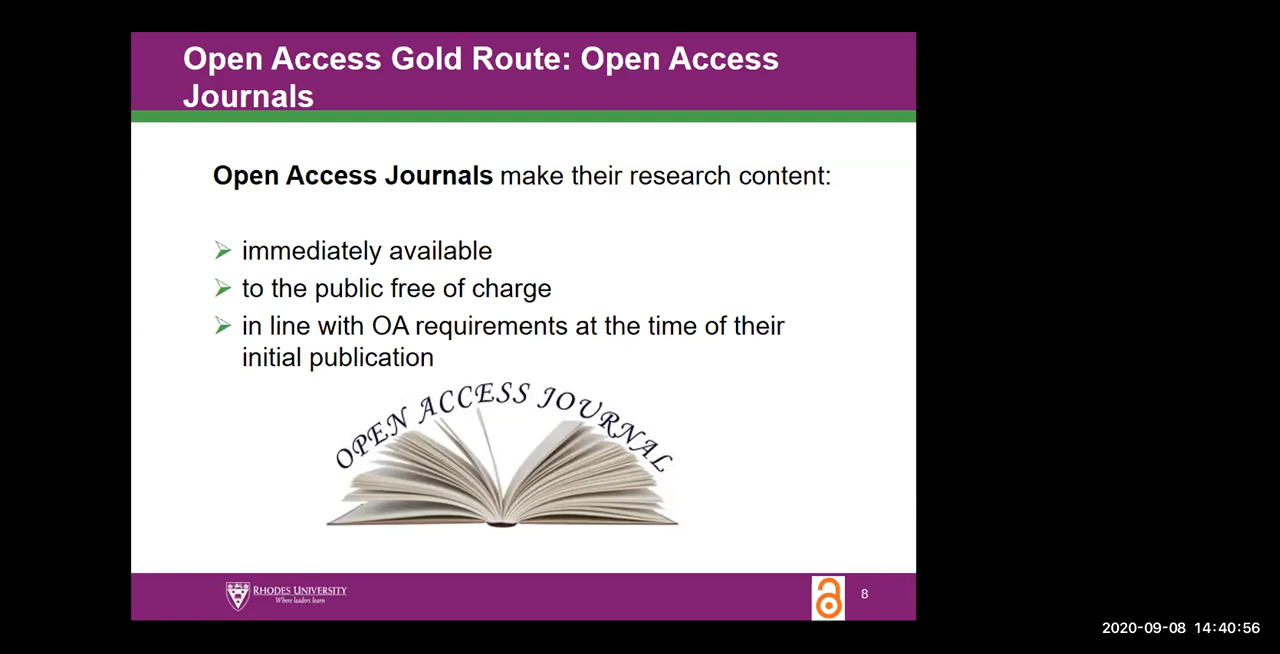 Open Access Gold Route: Open Access
Journals
Open Access Journals make their research content:
immediately available
to the public free of charge
in line with OA requirements at the time of their
initial publication
OPEN ACCESS JOURNAL
RHODES UNIVERSITY
Where leaders learn
8
2020-09-08 14:40:56